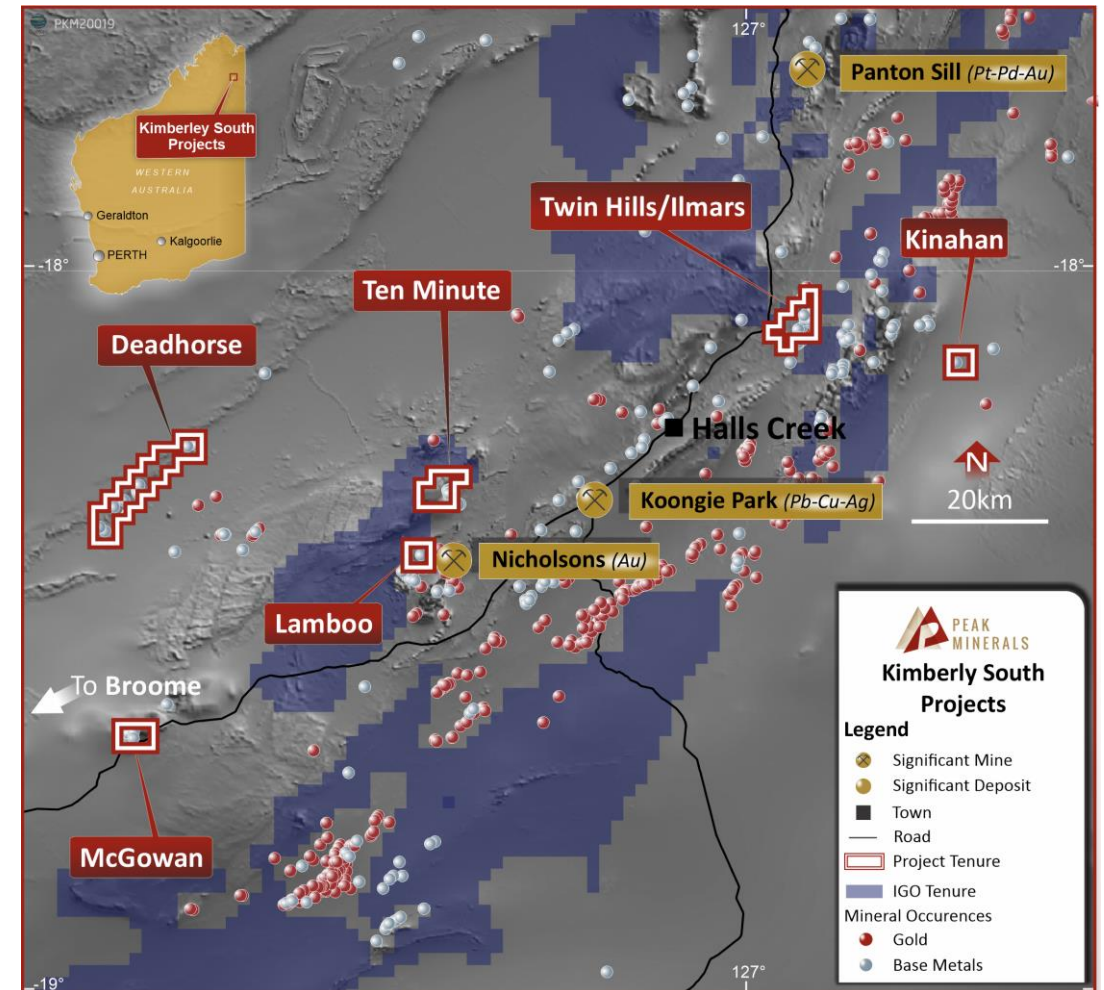 PKM20019
127°
Panton Sill (Pt-Pd-Au)
Kimberley South
Projects
WESTERN
AUSTRALIA
Geraldton
Kalgoorlie
PERTH
Twin Hills/Ilmars
Kinahan
-18°
-18°
Ten Minute
Deadhorse
Halls Creek
N
20km
Koongie Park (Pb-Cu-Ag)
Nicholsons (Au)
Lamboo
To Broome
McGowan
PEAK
MINERALS
Kimberly South
Projects
Legend
Significant Mine
Significant Deposit
Town
Road
Project Tenure
IGO Tenure
Mineral Occurences
Gold
Base Metals
-19°
127°